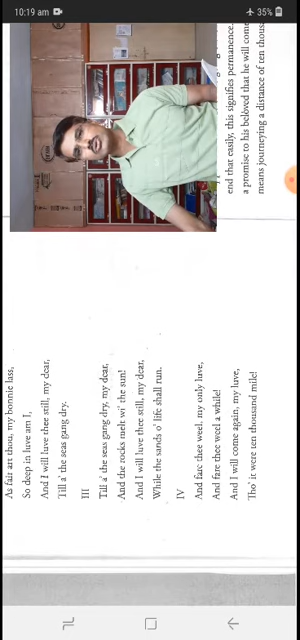 10:19 am
35%
end that easily, this signifies permanence.
a promise to his beloved that he will come
means journeying a distance of ten thous
As fair art thou, my bonnie lass,
So deep in luve am I,
And I will luve thee still, my dear,
Till a' the seas gang dry.
III
Till a' the seas gang dry, my dear,
And the rocks melt wi' the sun!
And I will luve thee still, my dear,
While the sands o' life shall run.
IV
And fare thee weel, my only luve,
And fare thee weel a while!
And I will come again, my luve,
Tho' it were ten thousand mile!